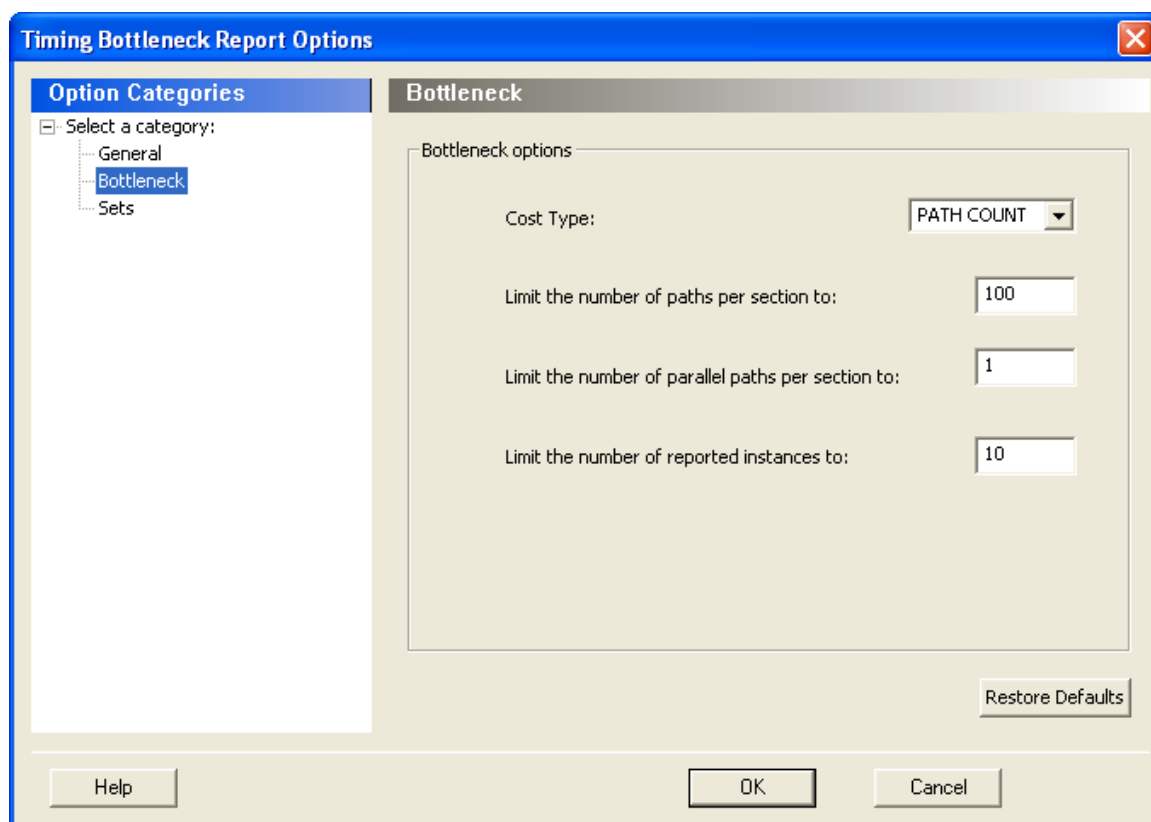 Timing Bottleneck Report Options
Option Categories
Select a category:
General
Bottleneck
Sets
Bottleneck
Bottleneck options
Cost Type:
PATH COUNT
Limit the number of paths per section to:
100
Limit the number of parallel paths per section to:
1
Limit the number of reported instances to:
10
Restore Defaults
Help
OK
Cancel